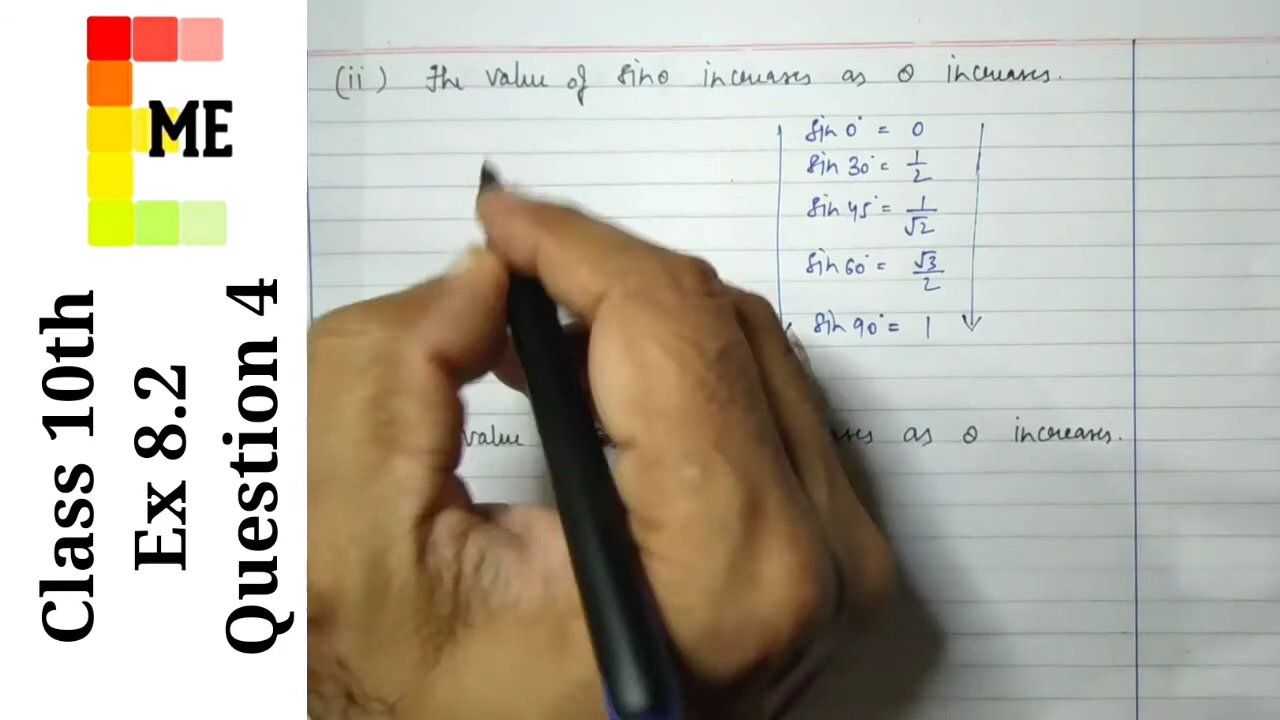 ME
Class 10th
Ex 8.2
Question 4
(ii) The value of sinθ increases as θ increases.
sin 0° = 0
sin 30° = 1/2
sin 45° = 1/√2
sin 60° = √3/2
sin 90° = 1
value as θ increases.